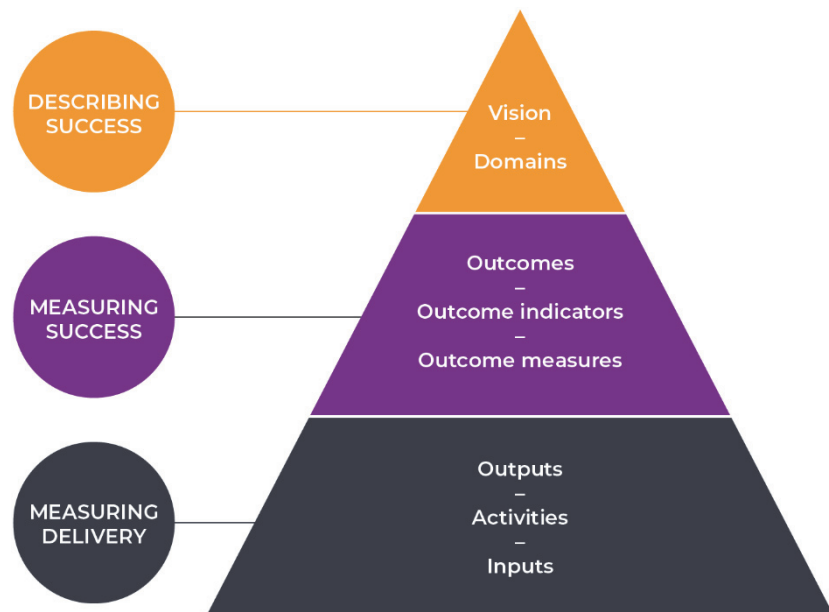 DESCRIBING
SUCCESS
Vision
–
Domains
MEASURING
SUCCESS
Outcomes
–
Outcome indicators
–
Outcome measures
MEASURING
DELIVERY
Outputs
–
Activities
–
Inputs